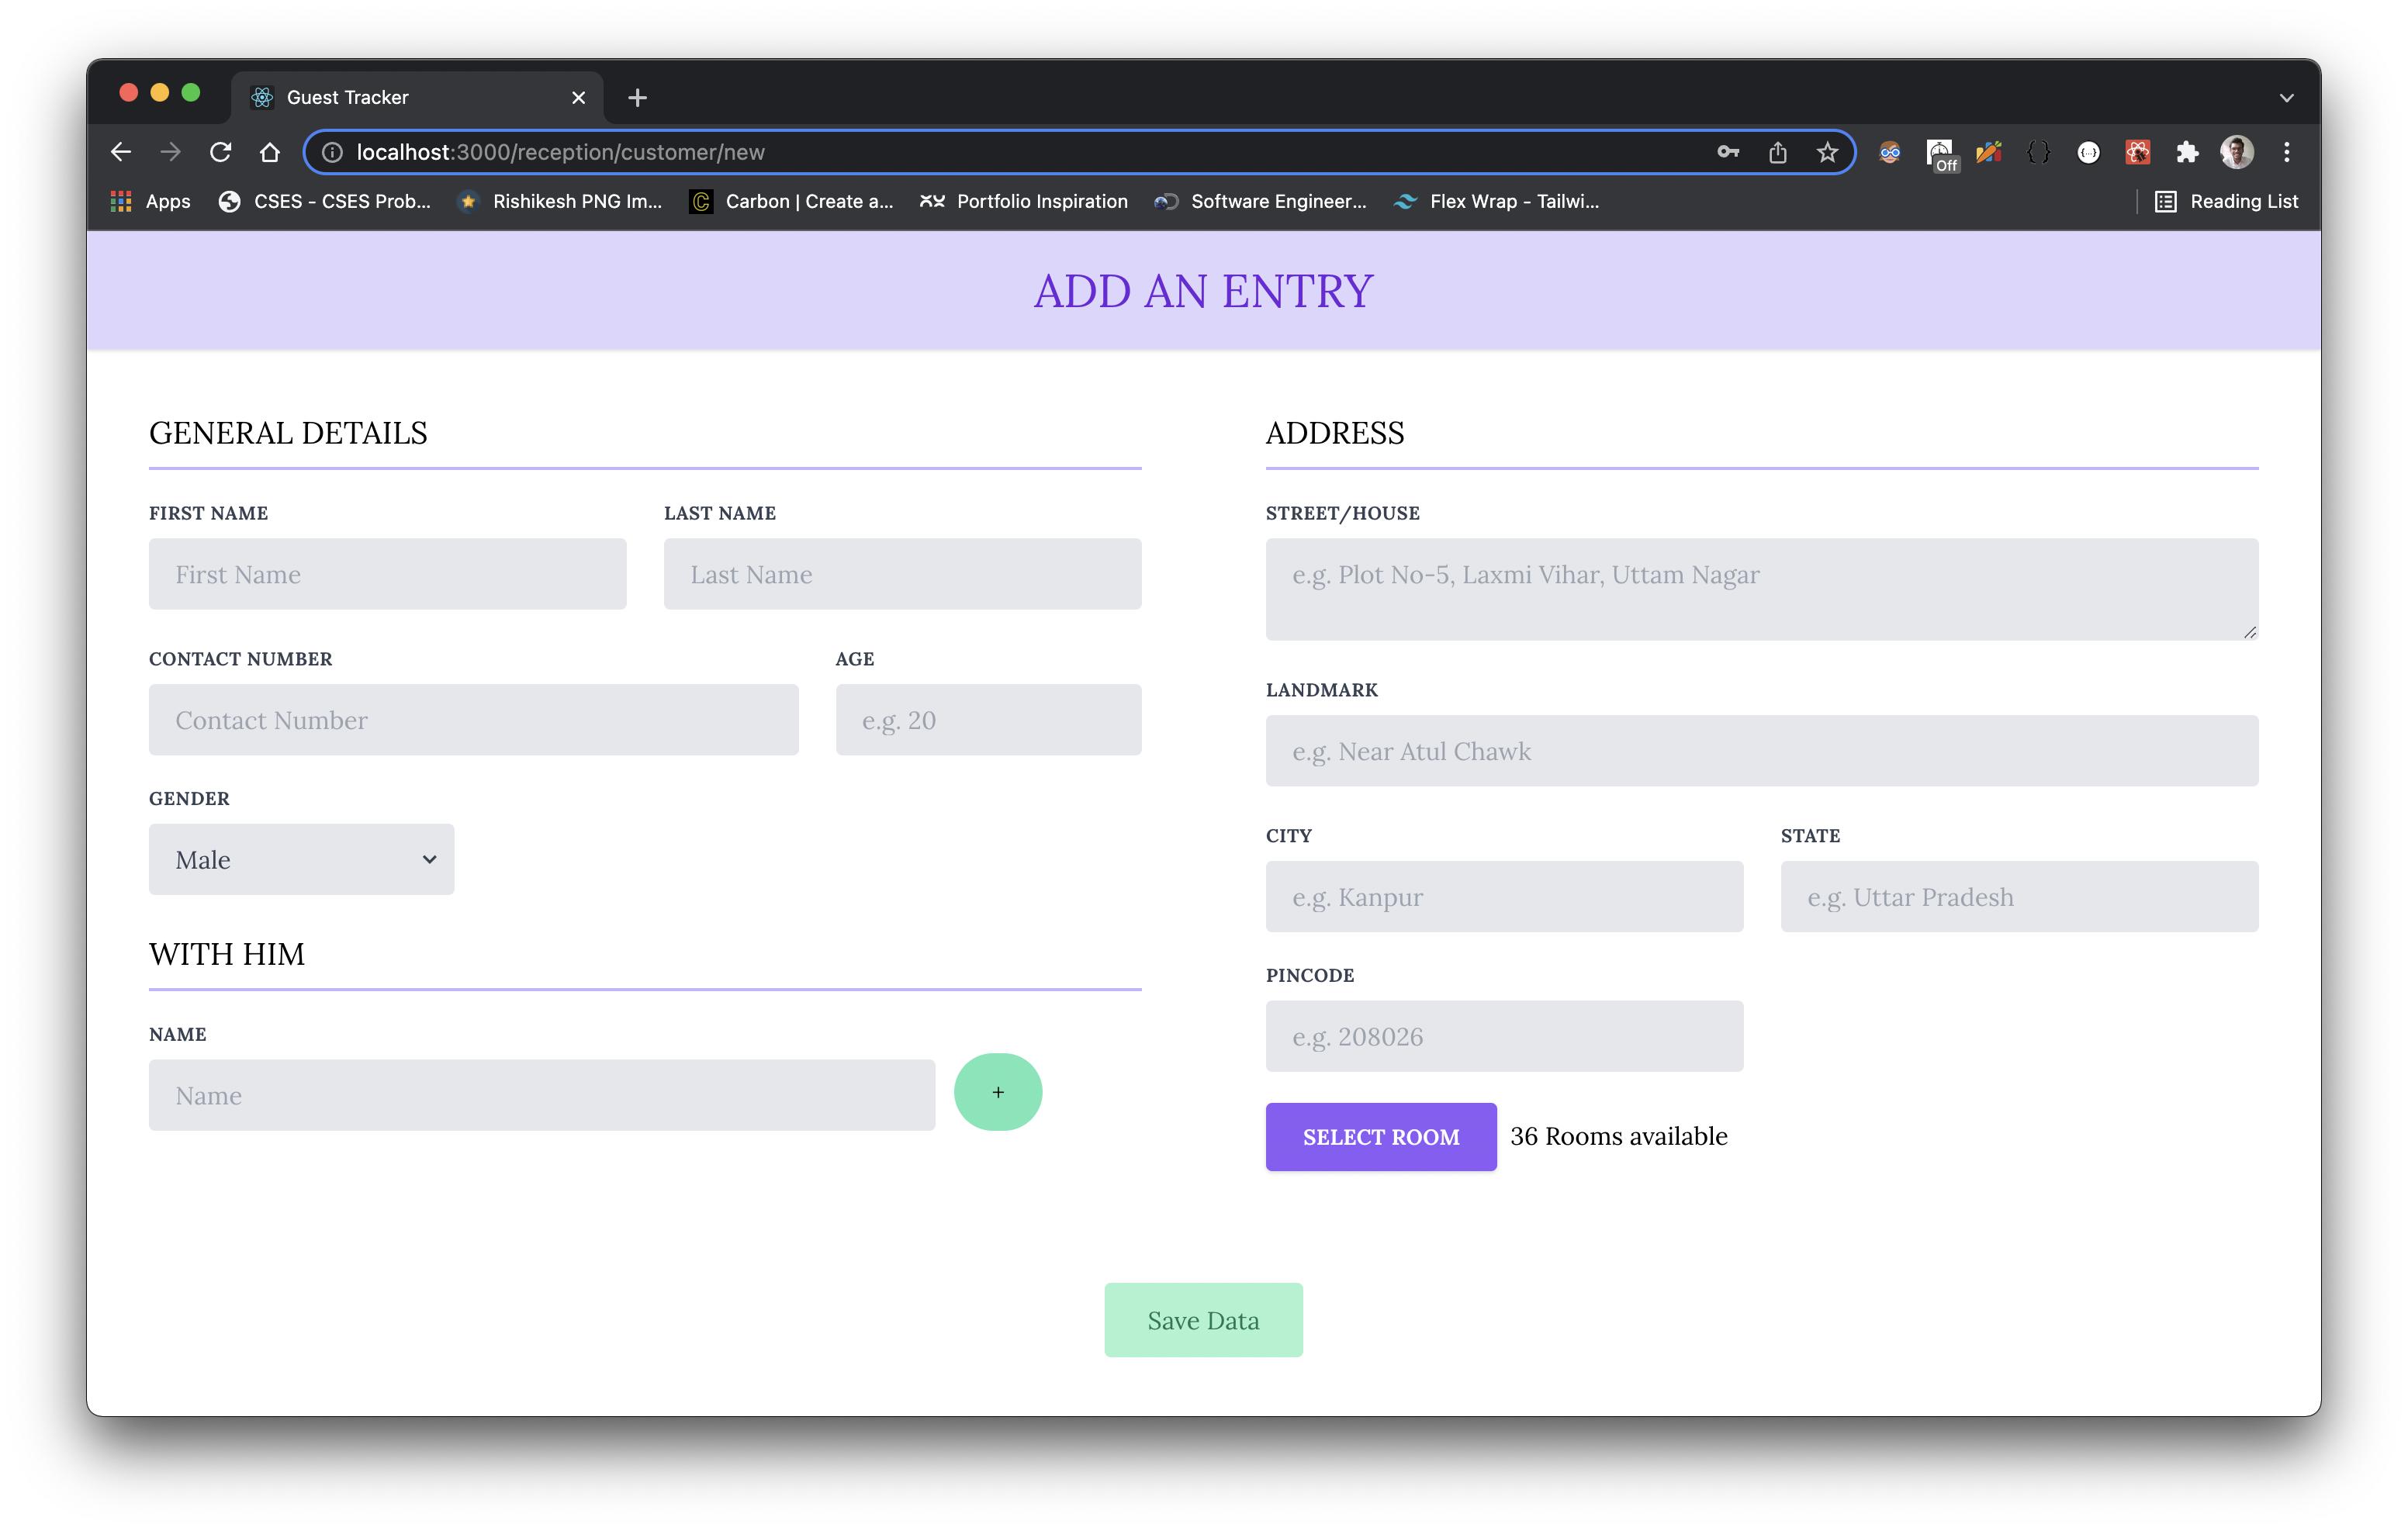 Guest Tracker
localhost:3000/reception/customer/new
Off
Apps
CSES - CSES Prob...
Rishikesh PNG Im...
Carbon | Create a...
Portfolio Inspiration
Software Engineer...
Flex Wrap - Tailwi...
Reading List
ADD AN ENTRY
GENERAL DETAILS
FIRST NAME
LAST NAME
First Name
Last Name
CONTACT NUMBER
AGE
Contact Number
e.g. 20
GENDER
Male
WITH HIM
NAME
Name
+
ADDRESS
STREET/HOUSE
e.g. Plot No-5, Laxmi Vihar, Uttam Nagar
LANDMARK
e.g. Near Atul Chawk
CITY
STATE
e.g. Kanpur
e.g. Uttar Pradesh
PINCODE
e.g. 208026
SELECT ROOM
36 Rooms available
Save Data